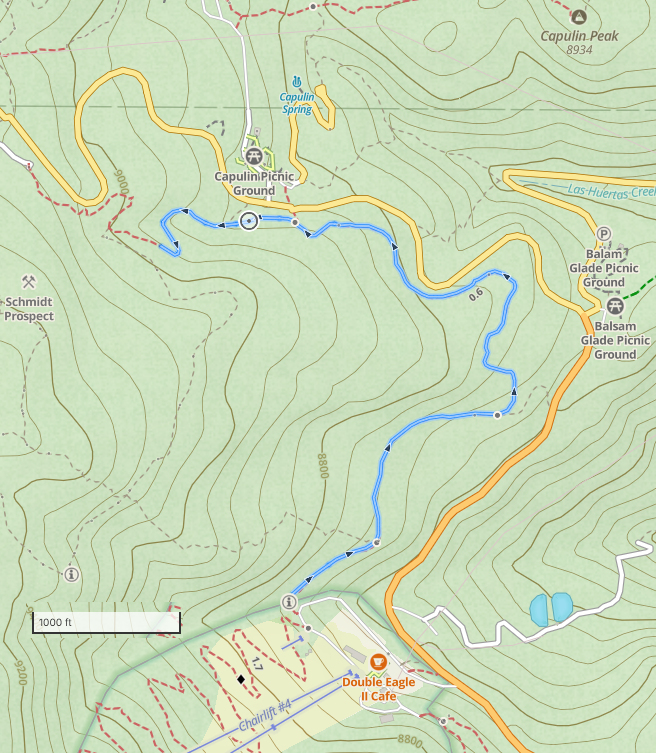 Capulin Peak
8934
Capulin
Spring
9000
Capulin Picnic
Ground
Las Huertas Creek
P
Balam
Glade Picnic
Ground
Schmidt
Prospect
0.6
Balsam
Glade Picnic
Ground
8800
i
i
1000 ft
1.7
9200
Double Eagle
II Cafe
Chairlift #4
8800